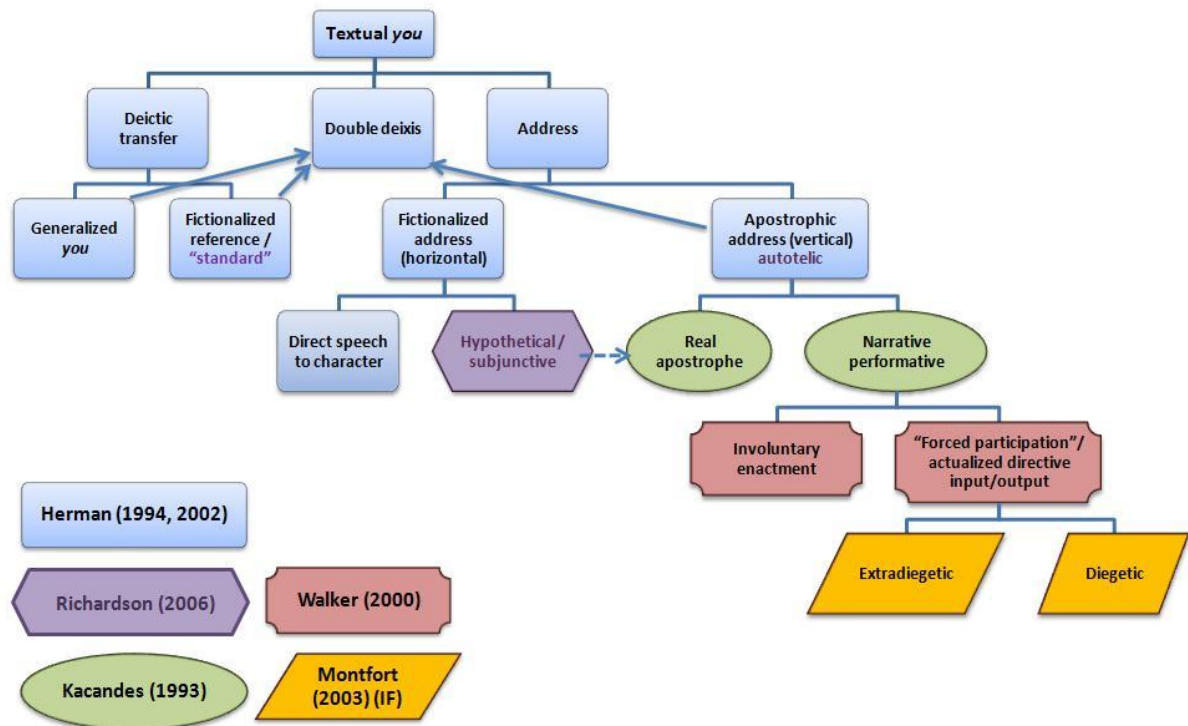 Textual you
Deictic
transfer
Double deixis
Address
Generalized
you
Fictionalized
reference /
“standard”
Fictionalized
address
(horizontal)
Apostrophic
address (vertical)
autotelic
Direct speech
to character
Hypothetical/
subjunctive
Real
apostrophe
Narrative
performative
Involuntary
enactment
“Forced participation”/
actualized directive
input/output
Extradiegetic
Diegetic
Herman (1994, 2002)
Richardson (2006)
Walker (2000)
Kacandes (1993)
Montfort
(2003) (IF)